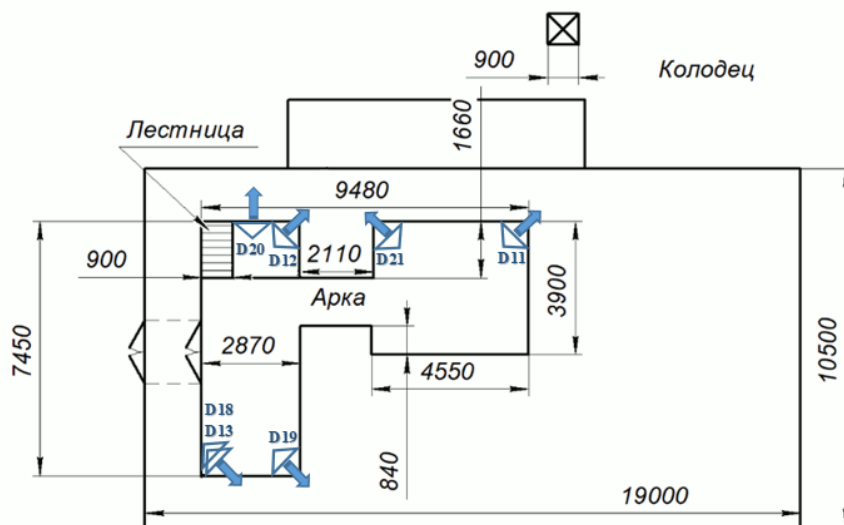 900
Колодец
1660
Лестница
9480
D20
D12
2110
D21
D11
900
Арка
3900
7450
2870
4550
10500
D18
D13
D19
840
19000